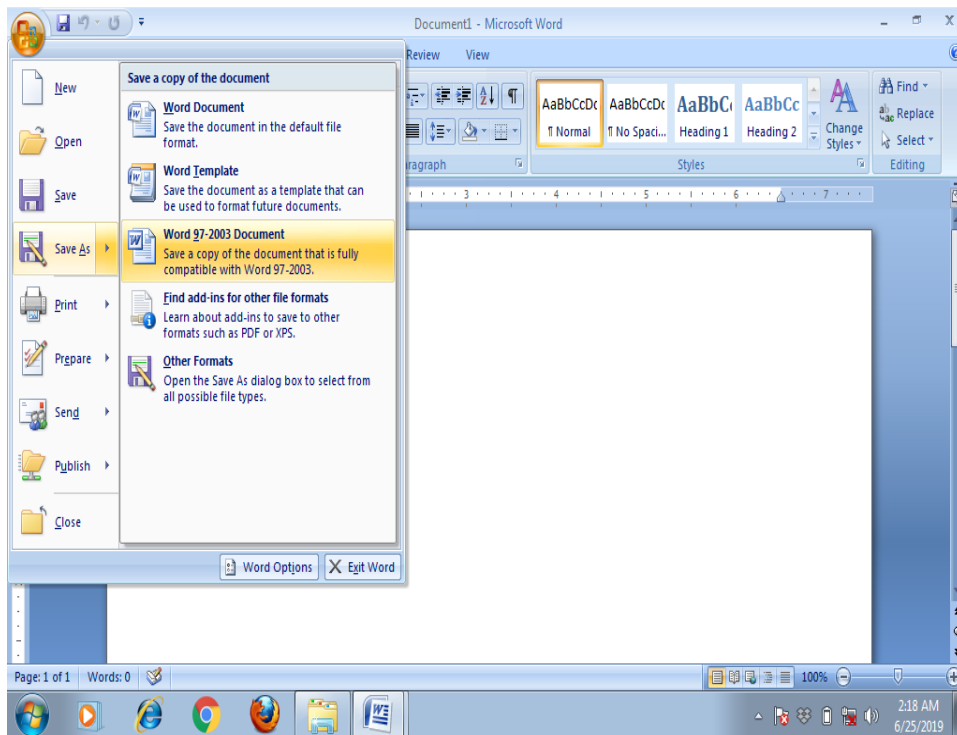 Document1 - Microsoft Word
Review View
New
Open
Save
Save As
Print
Prepare
Send
Publish
Close
Save a copy of the document
Word Document
Save the document in the default file
format.
Word Template
Save the document as a template that can
be used to format future documents.
Word 97-2003 Document
Save a copy of the document that is fully
compatible with Word 97-2003.
Find add-ins for other file formats
Learn about add-ins to save to other
formats such as PDF or XPS.
Other Formats
Open the Save As dialog box to select from
all possible file types.
Word Options
Exit Word
AaBbCcDc AaBbCcDc AaBbC AaBbCc
¶ Normal ¶ No Spaci... Heading 1 Heading 2
Change
Styles
Find
Replace
Select
ragraph
Styles
Editing
3 4 5 6 7
Page: 1 of 1 Words: 0
100%
2:18 AM
6/25/2019